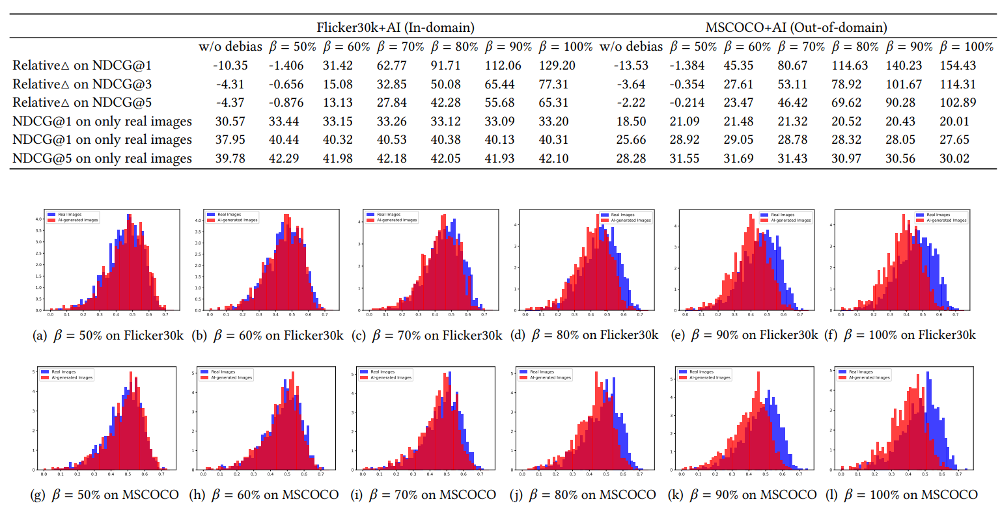 Flicker30k+AI (In-domain) MSCOCO+AI (Out-of-domain)
w/o debias β = 50% β = 60% β = 70% β = 80% β = 90% β = 100% w/o debias β = 50% β = 60% β = 70% β = 80% β = 90% β = 100%
Relative△ on NDCG@1 -10.35 -1.406 31.42 62.77 91.71 112.06 129.20 -13.53 -1.384 45.35 80.67 114.63 140.23 154.43
Relative△ on NDCG@3 -4.31 -0.656 15.08 32.85 50.08 65.44 77.31 -3.64 -0.354 27.61 53.11 78.92 101.67 114.31
Relative△ on NDCG@5 -4.37 -0.876 13.13 27.84 42.28 55.68 65.31 -2.22 -0.214 23.47 46.42 69.62 90.28 102.89
NDCG@1 on only real images 30.57 33.44 33.15 33.26 33.12 33.09 33.20 18.50 21.09 21.48 21.32 20.52 20.43 20.01
NDCG@1 on only real images 37.95 40.44 40.32 40.53 40.38 40.13 40.31 25.66 28.92 29.05 28.78 28.32 28.05 27.65
NDCG@5 on only real images 39.78 42.29 41.98 42.18 42.05 41.93 42.10 28.28 31.55 31.69 31.43 30.97 30.56 30.02
Real Images
AI-generated Images
4.0
3.5
3.0
2.5
2.0
1.5
1.0
0.5
0.0
0.0 0.1 0.2 0.3 0.4 0.5 0.6 0.7
(a) β = 50% on Flicker30k
Real Images
AI-generated Images
4.0
3.5
3.0
2.5
2.0
1.5
1.0
0.5
0.0
0.0 0.1 0.2 0.3 0.4 0.5 0.6 0.7
(b) β = 60% on Flicker30k
Real Images
AI-generated Images
4
3
2
1
0
0.0 0.1 0.2 0.3 0.4 0.5 0.6 0.7
(c) β = 70% on Flicker30k
Real Images
AI-generated Images
4
3
2
1
0
0.0 0.1 0.2 0.3 0.4 0.5 0.6 0.7
(d) β = 80% on Flicker30k
Real Images
AI-generated Images
4
3
2
1
0
0.0 0.1 0.2 0.3 0.4 0.5 0.6 0.7
(e) β = 90% on Flicker30k
Real Images
AI-generated Images
4
3
2
1
0
0.0 0.1 0.2 0.3 0.4 0.5 0.6 0.7
(f) β = 100% on Flicker30k
Real Images
AI-generated Images
5
4
3
2
1
0
0.0 0.1 0.2 0.3 0.4 0.5 0.6 0.7
(g) β = 50% on MSCOCO
Real Images
AI-generated Images
5
4
3
2
1
0
0.0 0.1 0.2 0.3 0.4 0.5 0.6 0.7
(h) β = 60% on MSCOCO
Real Images
AI-generated Images
5
4
3
2
1
0
0.0 0.1 0.2 0.3 0.4 0.5 0.6 0.7
(i) β = 70% on MSCOCO
Real Images
AI-generated Images
5
4
3
2
1
0
0.0 0.1 0.2 0.3 0.4 0.5 0.6 0.7
(j) β = 80% on MSCOCO
Real Images
AI-generated Images
5
4
3
2
1
0
0.0 0.1 0.2 0.3 0.4 0.5 0.6 0.7
(k) β = 90% on MSCOCO
Real Images
AI-generated Images
5
4
3
2
1
0
0.0 0.1 0.2 0.3 0.4 0.5 0.6 0.7
(l) β = 100% on MSCOCO